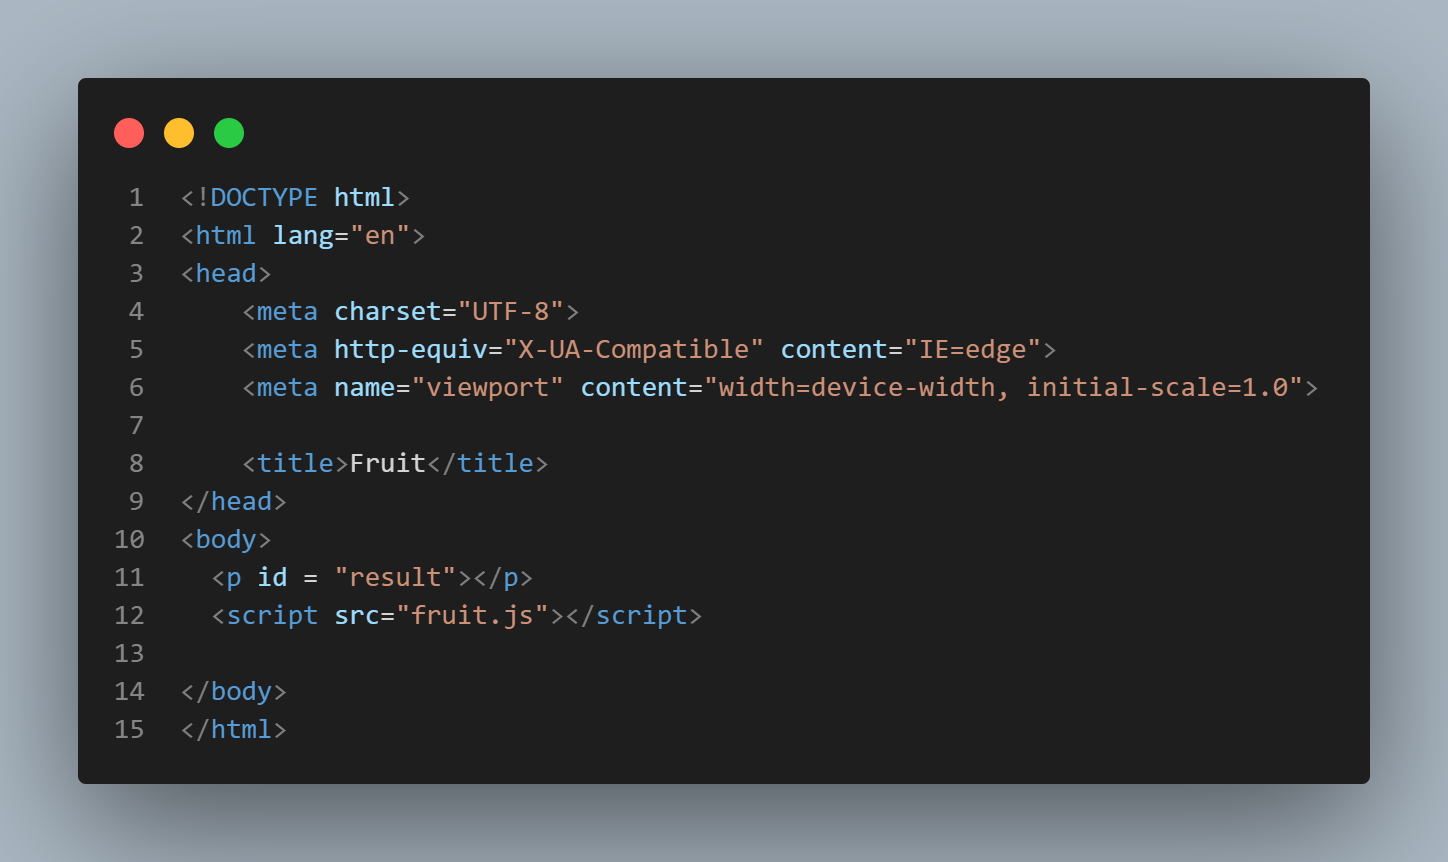 1 <!DOCTYPE html>
2 <html lang="en">
3 <head>
4     <meta charset="UTF-8">
5     <meta http-equiv="X-UA-Compatible" content="IE=edge">
6     <meta name="viewport" content="width=device-width, initial-scale=1.0">
7
8     <title>Fruit</title>
9 </head>
10 <body>
11   <p id = "result"></p>
12   <script src="fruit.js"></script>
13
14 </body>
15 </html>